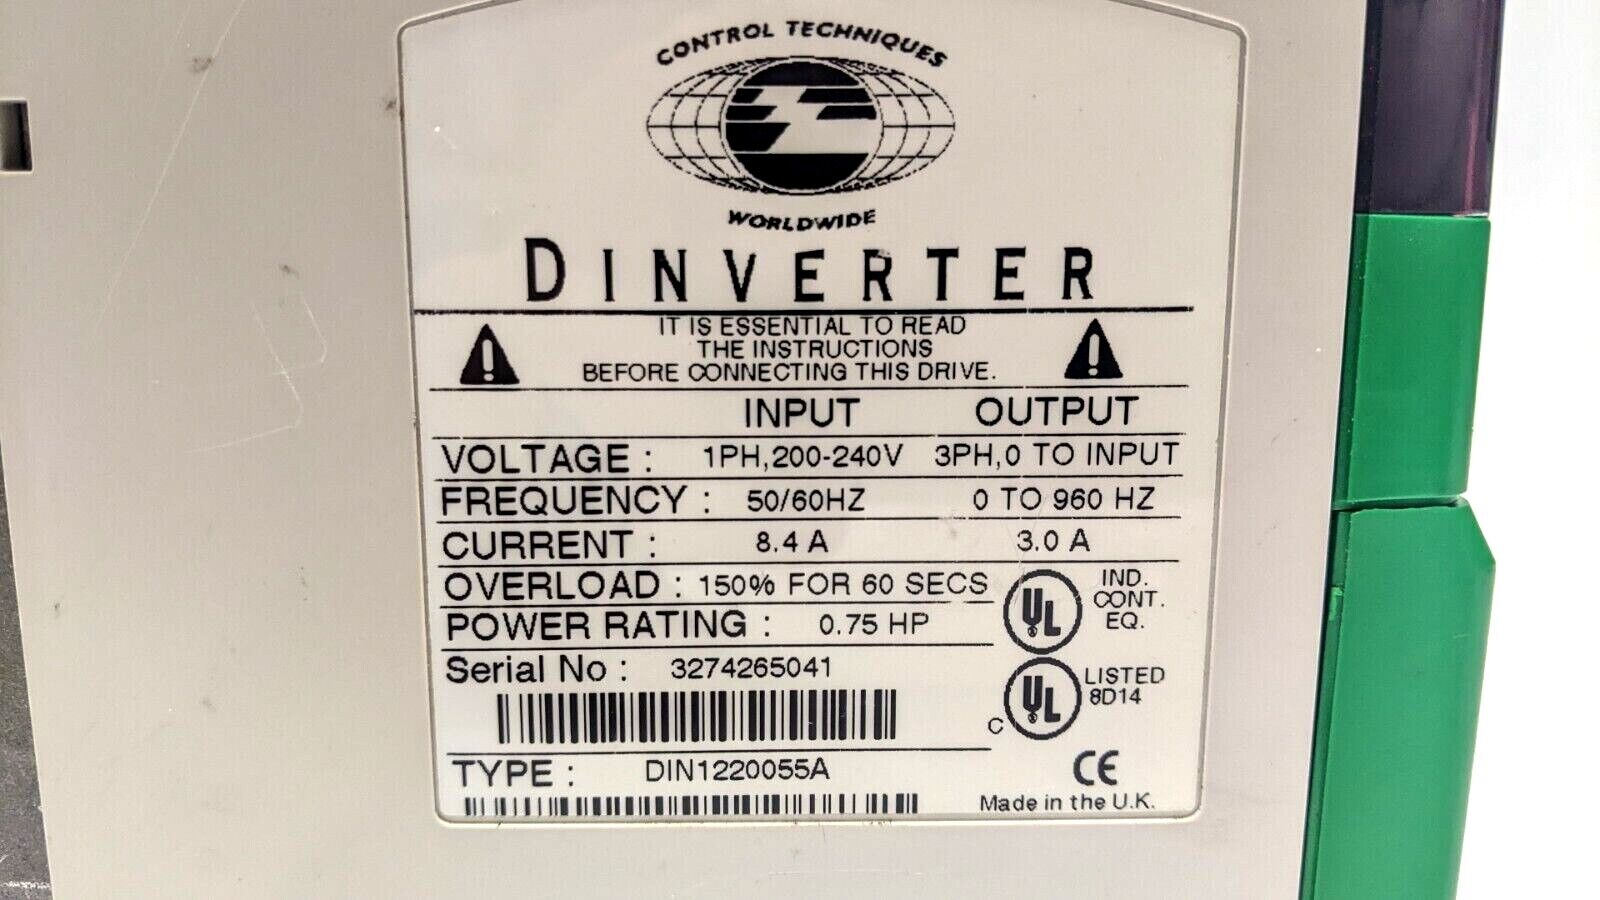 CONTROL TECHNIQUES
WORLDWIDE
DINVERTER
IT IS ESSENTIAL TO READ
THE INSTRUCTIONS
BEFORE CONNECTING THIS DRIVE.
INPUT OUTPUT
VOLTAGE : 1PH,200-240V 3PH,0 TO INPUT
FREQUENCY : 50/60HZ 0 TO 960 HZ
CURRENT : 8.4 A 3.0 A
OVERLOAD : 150% FOR 60 SECS
POWER RATING : 0.75 HP
UL IND. CONT. EQ.
Serial No : 3274265041
C UL LISTED 8D14
TYPE : DIN1220055A
CE
Made in the U.K.